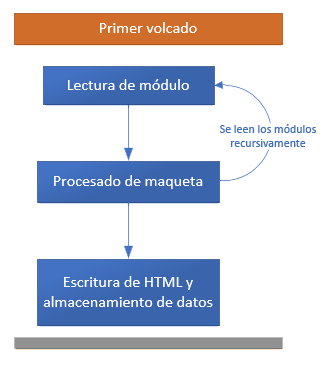 Primer volcado
Lectura de módulo
Se leen los módulos
recursivamente
Procesado de maqueta
Escritura de HTML y
almacenamiento de datos